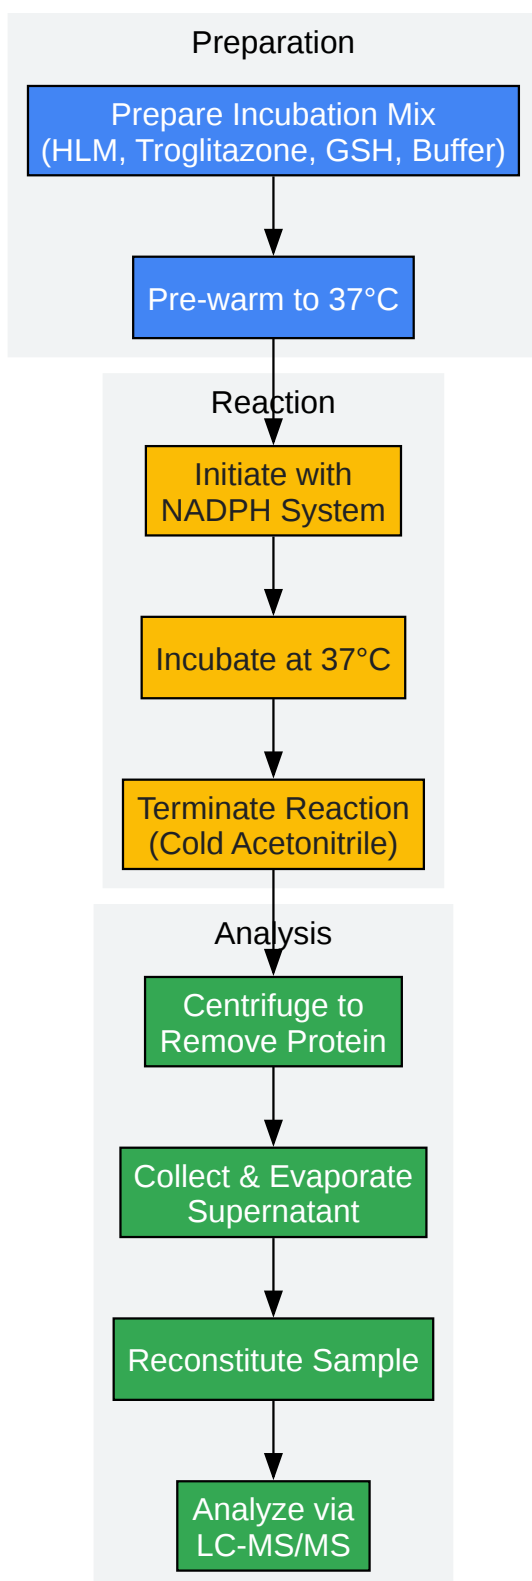 Preparation
Prepare Incubation Mix
(HLM, Troglitazone, GSH, Buffer)
Pre-warm to 37°C
Reaction
Initiate with
NADPH System
Incubate at 37°C
Terminate Reaction
(Cold Acetonitrile)
Analysis
Centrifuge to
Remove Protein
Collect & Evaporate
Supernatant
Reconstitute Sample
Analyze via
LC-MS/MS